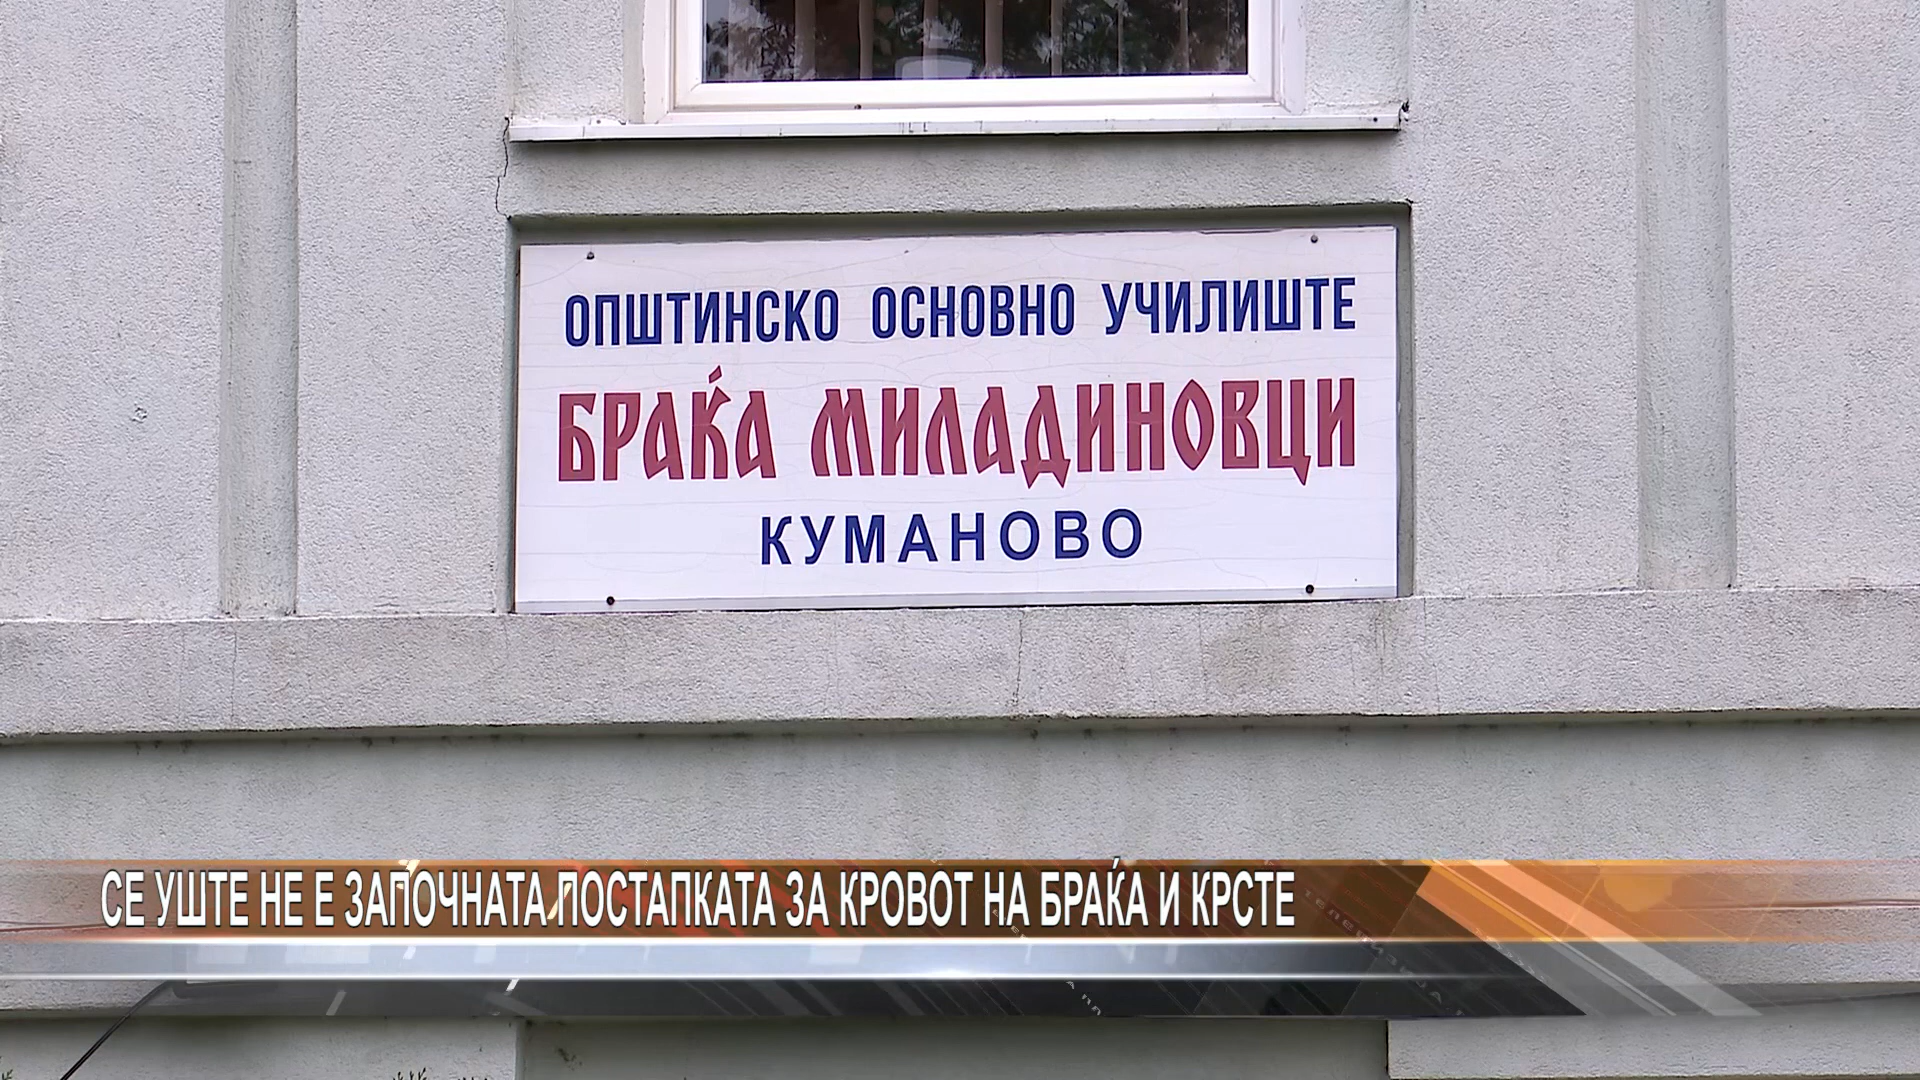 ОПШТИНСКО ОСНОВНО УЧИЛИШТЕ
БРАЌА МИЛАДИНОВЦИ
КУМАНОВО
СЕ УШТЕ НЕ Е ЗАПОЧНАТА ПОСТАПКАТА ЗА КРОВОТ НА БРАЌА И КРСТЕ